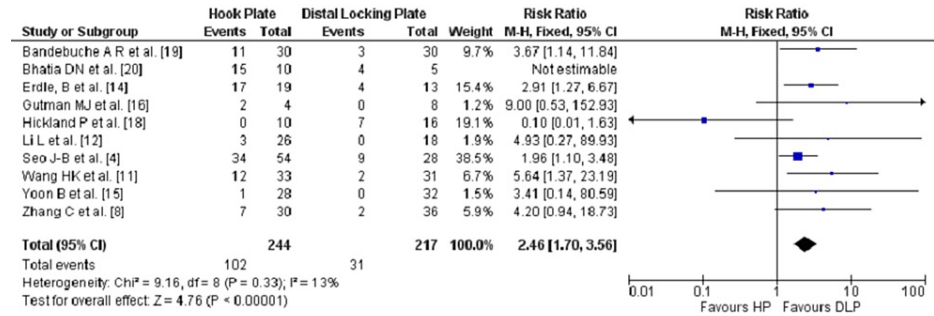 Hook Plate Distal Locking Plate Risk Ratio Risk Ratio
Study or Subgroup Events Total Events Total Weight M-H, Fixed, 95% CI M-H, Fixed, 95% CI
Bandebuche A R et al. [19] 11 30 3 30 9.7% 3.67 [1.14, 11.84]
Bhatia DN et al. [20] 15 10 4 5 Not estimable
Erdle, B et al. [14] 17 19 4 13 15.4% 2.91 [1.27, 6.67]
Gutman MJ et al. [16] 2 4 0 8 1.2% 9.00 [0.53, 152.93]
Hickland P et al. [18] 0 10 7 16 19.1% 0.10 [0.01, 1.63]
Li L et al. [12] 3 26 0 18 1.9% 4.93 [0.27, 89.93]
Seo J-B et al. [4] 34 54 9 28 38.5% 1.96 [1.10, 3.48]
Wang HK et al. [11] 12 33 2 31 6.7% 5.64 [1.37, 23.19]
Yoon B et al. [15] 1 28 0 32 1.5% 3.41 [0.14, 80.59]
Zhang C et al. [8] 7 30 2 36 5.9% 4.20 [0.94, 18.73]
Total (95% CI) 244 217 100.0% 2.46 [1.70, 3.56]
Total events 102 31
Heterogeneity: Chi² = 9.16, df = 8 (P = 0.33); I² = 13%
Test for overall effect: Z = 4.76 (P < 0.00001)
0.01 0.1 1 10 100
Favours HP Favours DLP